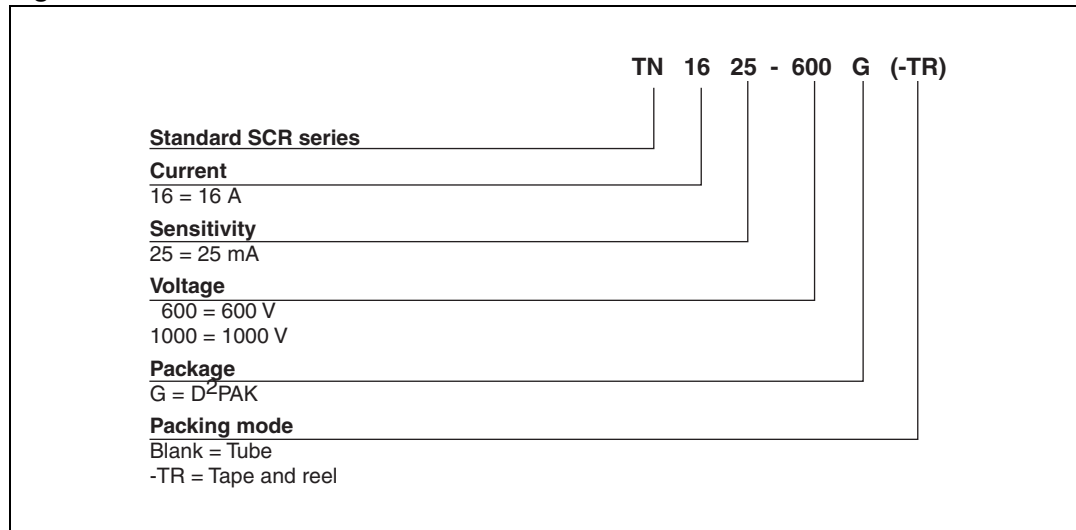 TN 16 25 - 600 G (-TR)
Standard SCR series
Current
16 = 16 A
Sensitivity
25 = 25 mA
Voltage
600 = 600 V
1000 = 1000 V
Package
G = D²PAK
Packing mode
Blank = Tube
-TR = Tape and reel